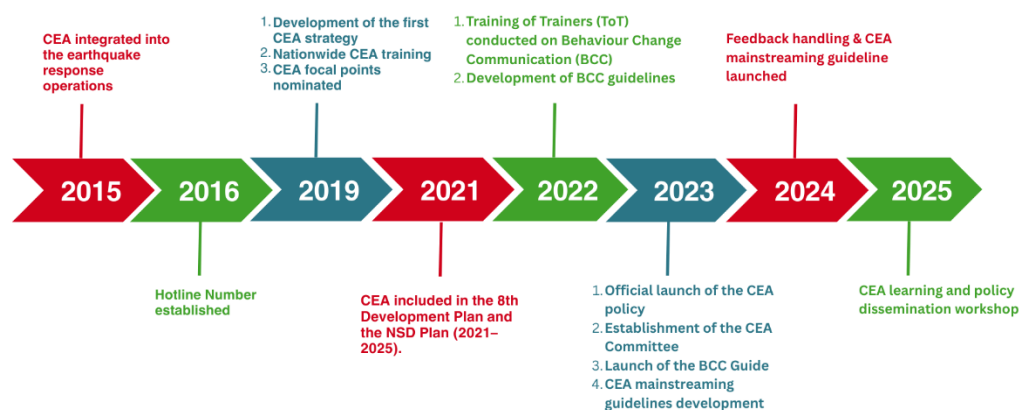 CEA integrated into
the earthquake
response
operations
1. Development of the first
CEA strategy
2. Nationwide CEA training
3. CEA focal points
nominated
1. Training of Trainers (ToT)
conducted on Behaviour Change
Communication (BCC)
2. Development of BCC guidelines
Feedback handling & CEA
mainstreaming guideline
launched
2015
2016
2019
2021
2022
2023
2024
2025
Hotline Number
established
CEA included in the 8th
Development Plan and
the NSD Plan (2021–
2025).
1. Official launch of the CEA
policy
2. Establishment of the CEA
Committee
3. Launch of the BCC Guide
4. CEA mainstreaming
guidelines development
CEA learning and policy
dissemination workshop